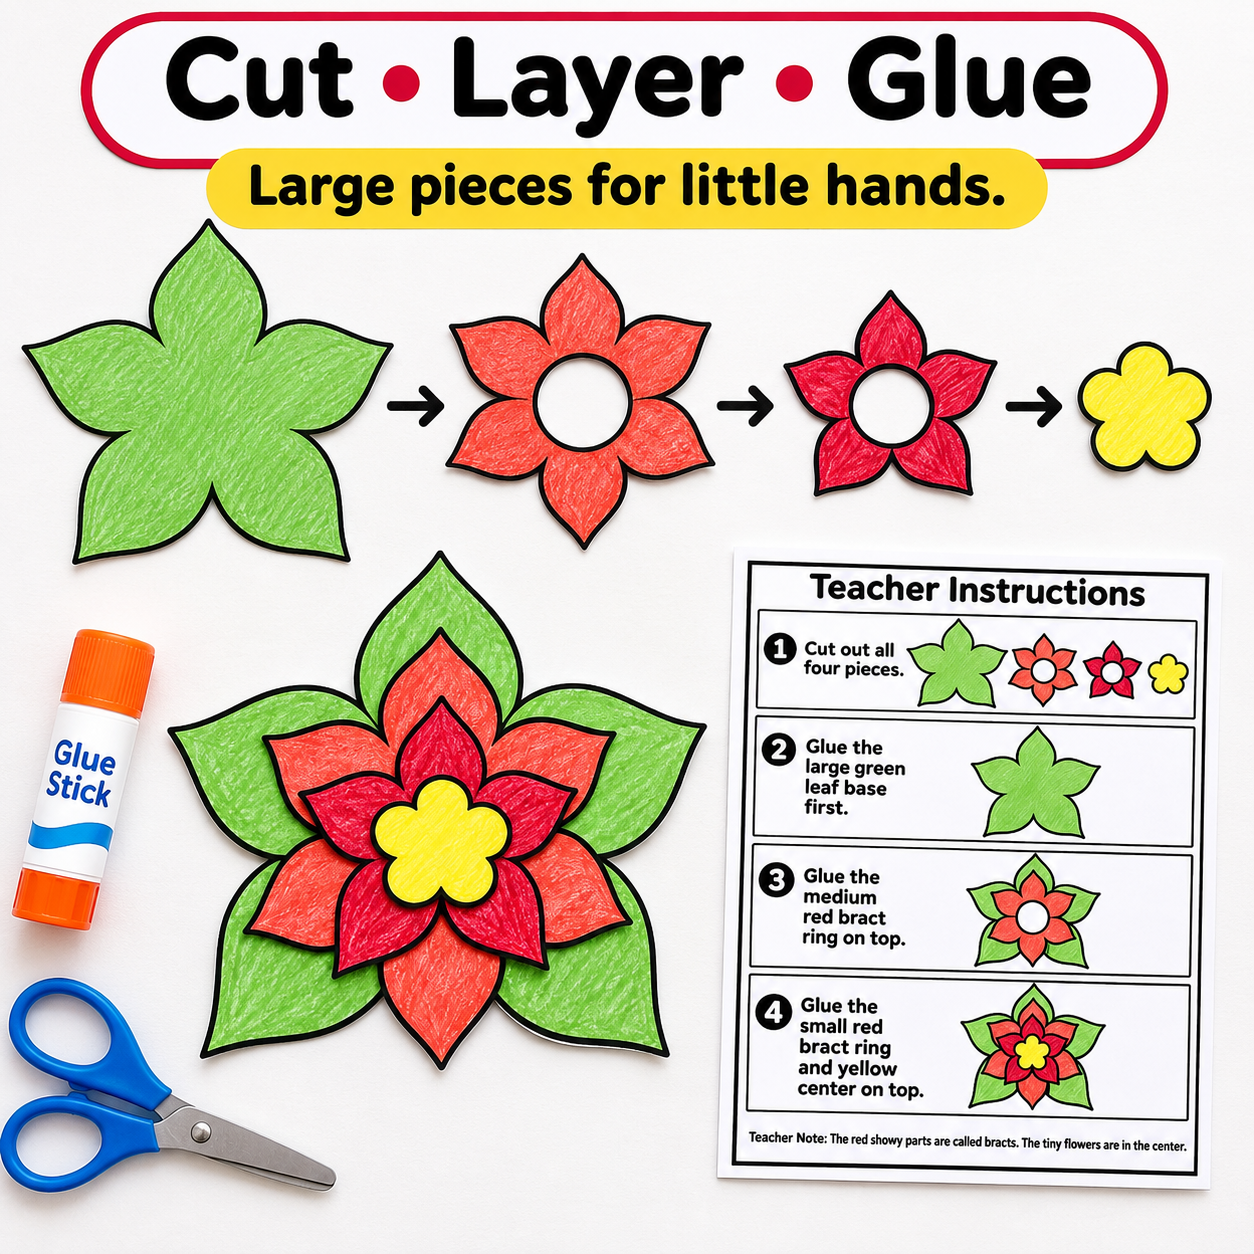 Cut • Layer • Glue
Large pieces for little hands.
Glue
Stick
Teacher Instructions
1 Cut out all
four pieces.
2 Glue the
large green
leaf base
first.
3 Glue the
medium
red bract
ring on top.
4 Glue the
small red
bract ring
and yellow
center on top.
Teacher Note: The red showy parts are called bracts. The tiny flowers are in the center.